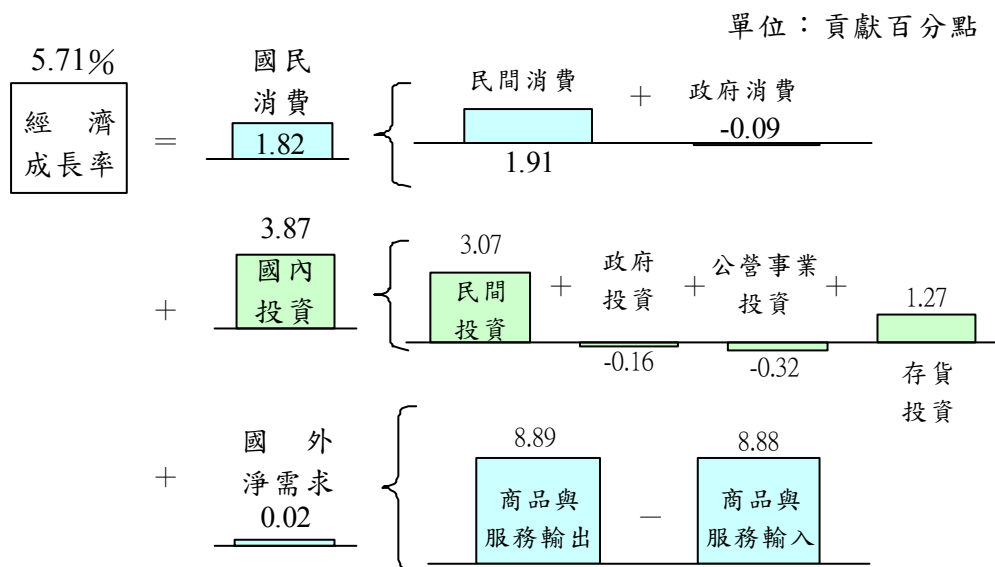 單位：貢獻百分點
5.71%
經 濟
成長率
=
國民
消費
1.82
民間消費
1.91
+
政府消費
-0.09
+
3.87
國內
投資
3.07
民間
投資
+
政府
投資
-0.16
+
公營事業
投資
-0.32
+
1.27
存貨
投資
+
國 外
淨需求
0.02
8.89
商品與
服務輸出
－
8.88
商品與
服務輸入